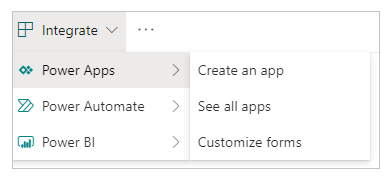 Integrate
Power Apps
Create an app
Power Automate
See all apps
Power BI
Customize forms